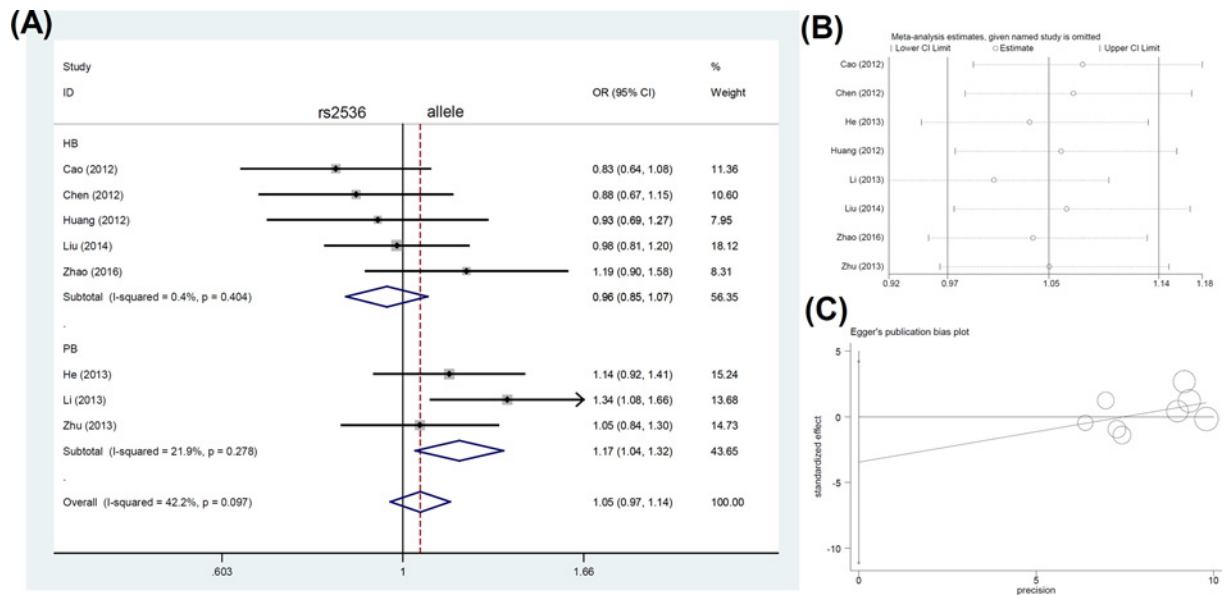 (A)
Study % 
ID OR (95% CI) Weight
rs2536 allele
HB
Cao (2012) 0.83 (0.64, 1.08) 11.36
Chen (2012) 0.88 (0.67, 1.15) 10.60
Huang (2012) 0.93 (0.69, 1.27) 7.95
Liu (2014) 0.98 (0.81, 1.20) 18.12
Zhao (2016) 1.19 (0.90, 1.58) 8.31
Subtotal (I-squared = 0.4%, p = 0.404) 0.96 (0.85, 1.07) 56.35
.
PB
He (2013) 1.14 (0.92, 1.41) 15.24
Li (2013) 1.34 (1.08, 1.66) 13.68
Zhu (2013) 1.05 (0.84, 1.30) 14.73
Subtotal (I-squared = 21.9%, p = 0.278) 1.17 (1.04, 1.32) 43.65
.
Overall (I-squared = 42.2%, p = 0.097) 1.05 (0.97, 1.14) 100.00
.603 1 1.66
(B)
Meta-analysis estimates, given named study is omitted
Lower CI Limit Estimate Upper CI Limit
Cao (2012)
Chen (2012)
He (2013)
Huang (2012)
Li (2013)
Liu (2014)
Zhao (2016)
Zhu (2013)
0.92 0.97 1.05 1.14 1.18
(C)
Egger's publication bias plot
5
0
-5
-10
standardized effect
0 5 10
precision